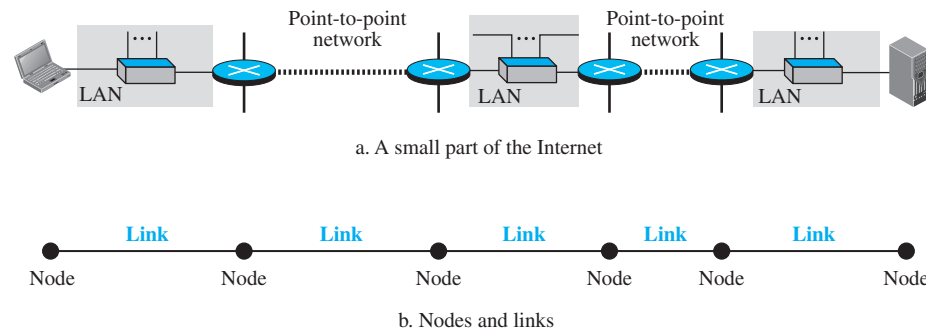 Point-to-point
network
Point-to-point
network
LAN
LAN
LAN
a. A small part of the Internet
Link Link Link Link Link
Node Node Node Node Node Node
b. Nodes and links